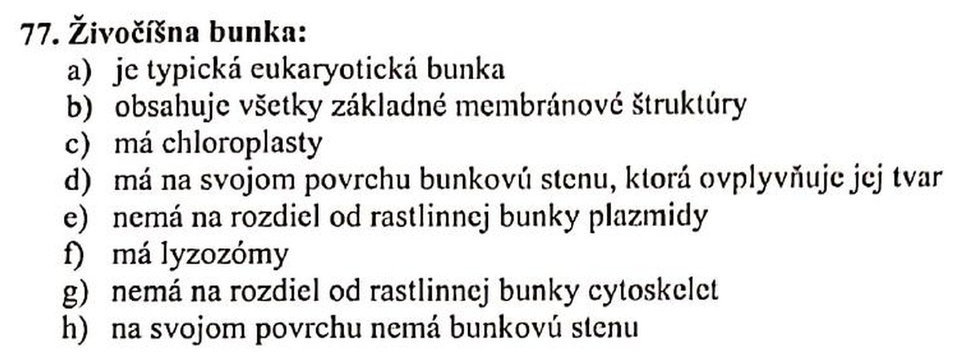 77. Živočíšna bunka:
a) je typická eukaryotická bunka
b) obsahuje všetky základné membránové štruktúry
c) má chloroplasty
d) má na svojom povrchu bunkovú stenu, ktorá ovplyvňuje jej tvar
e) nemá na rozdiel od rastlinnej bunky plazmidy
f) má lyzozómy
g) nemá na rozdiel od rastlinnej bunky cytoskelet
h) na svojom povrchu nemá bunkovú stenu